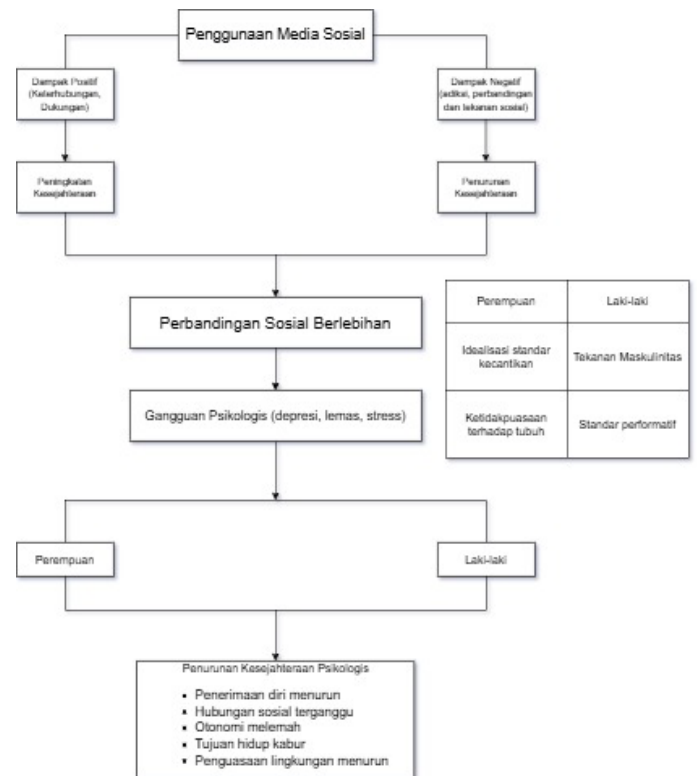 Penggunaan Media Sosial
Dampak Positif
(Keterhubungan,
Dukungan)
Dampak Negatif
(adiksi, perbandingan
dan tekanan sosial)
Peningkatan
Kesejahteraan
Penurunan
Kesejahteraan
Perbandingan Sosial Berlebihan
Gangguan Psikologis (depresi, lemas, stress)
Perempuan
Laki-laki
Idealisasi standar
kecantikan
Tekanan Maskulinitas
Ketidakpuasaan
terhadap tubuh
Standar performatif
Perempuan
Laki-laki
Penurunan Kesejahteraan Psikologis
• Penerimaan diri menurun
• Hubungan sosial terganggu
• Otonomi melemah
• Tujuan hidup kabur
• Penguasaan lingkungan menurun